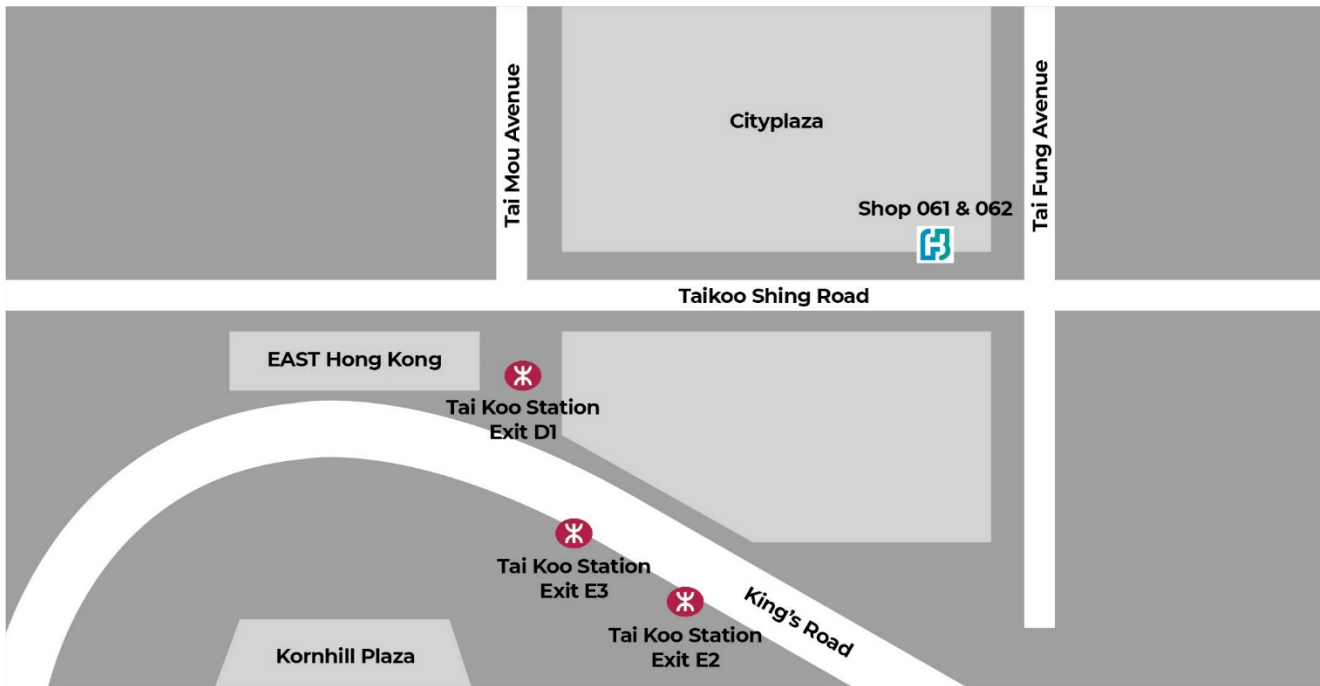 Tai Mou Avenue
Cityplaza
Tai Fung Avenue
Shop 061 & 062
Taikoo Shing Road
EAST Hong Kong
Tai Koo Station
Exit D1
Tai Koo Station
Exit E3
Tai Koo Station
Exit E2
King's Road
Kornhill Plaza